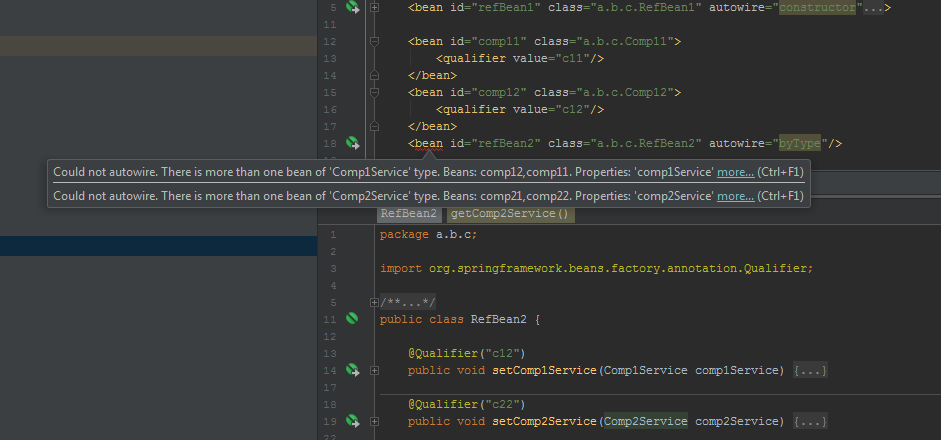 5 <bean id="refBean1" class="a.b.c.RefBean1" autowire="constructor"...>
11
12 <bean id="comp11" class="a.b.c.Comp11">
13 <qualifier value="c11"/>
14 </bean>
15 <bean id="comp12" class="a.b.c.Comp12">
16 <qualifier value="c12"/>
17 </bean>
18 <bean id="refBean2" class="a.b.c.RefBean2" autowire="byType"/>
Could not autowire. There is more than one bean of 'Comp1Service' type. Beans: comp12,comp11. Properties: 'comp1Service' more... (Ctrl+F1)
Could not autowire. There is more than one bean of 'Comp2Service' type. Beans: comp21,comp22. Properties: 'comp2Service' more... (Ctrl+F1)
RefBean2 getComp2Service()
1 package a.b.c;
2
3 import org.springframework.beans.factory.annotation.Qualifier;
4
5 /**...*/
11 public class RefBean2 {
12
13 @Qualifier("c12")
14 public void setComp1Service(Comp1Service comp1Service) {...}
17
18 @Qualifier("c22")
19 public void setComp2Service(Comp2Service comp2Service) {...}
22